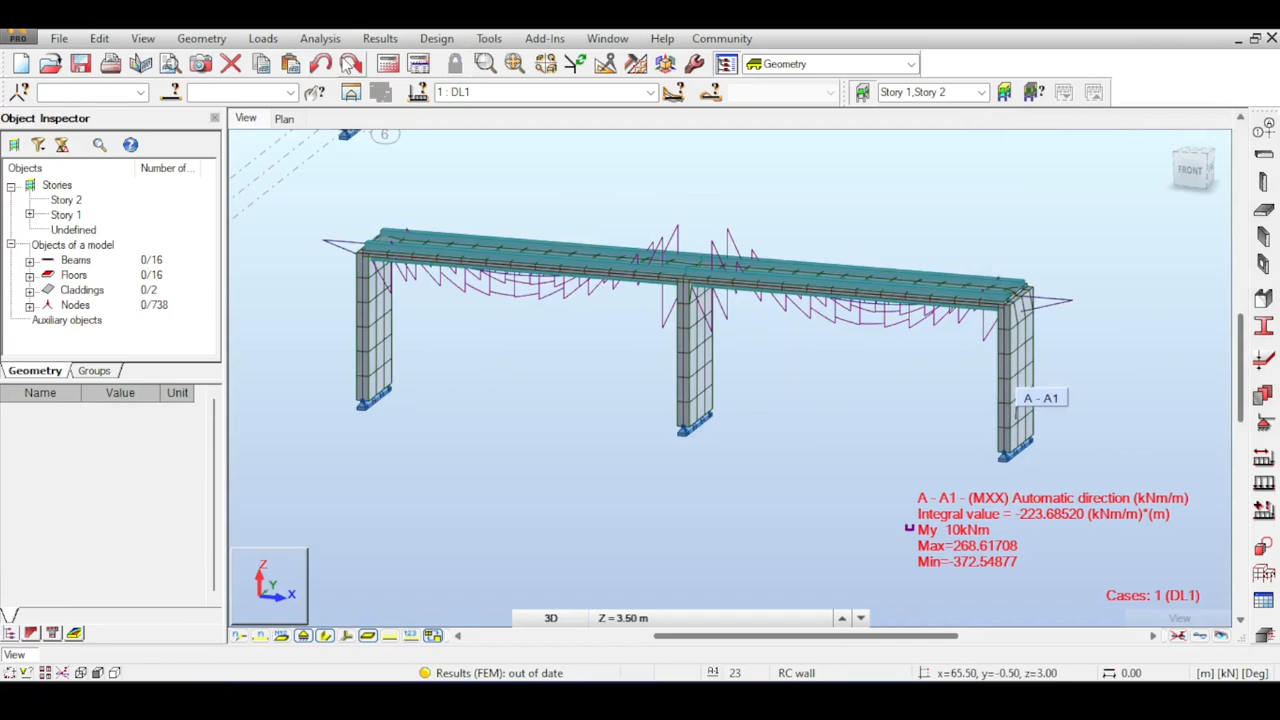 PRO File Edit View Geometry Loads Analysis Results Design Tools Add-Ins Window Help Community
Geometry
1 : DL1 Story 1,Story 2
Object Inspector
View Plan
Objects Number of...
Stories
Story 2
Story 1
Undefined
Objects of a model
Beams 0/16
Floors 0/16
Claddings 0/2
Nodes 0/738
Auxiliary objects
Geometry Groups
Name Value Unit
6
FRONT
A - A1
A - A1 - (MXX) Automatic direction (kNm/m)
Integral value = -223.68520 (kNm/m)*(m)
My 10kNm
Max=268.61708
Min=-372.54877
Cases: 1 (DL1)
Z
Y
X
3D Z = 3.50 m View
View
Results (FEM): out of date 23 RC wall x=65.50, y=-0.50, z=3.00 0.00 [m] [kN] [Deg]